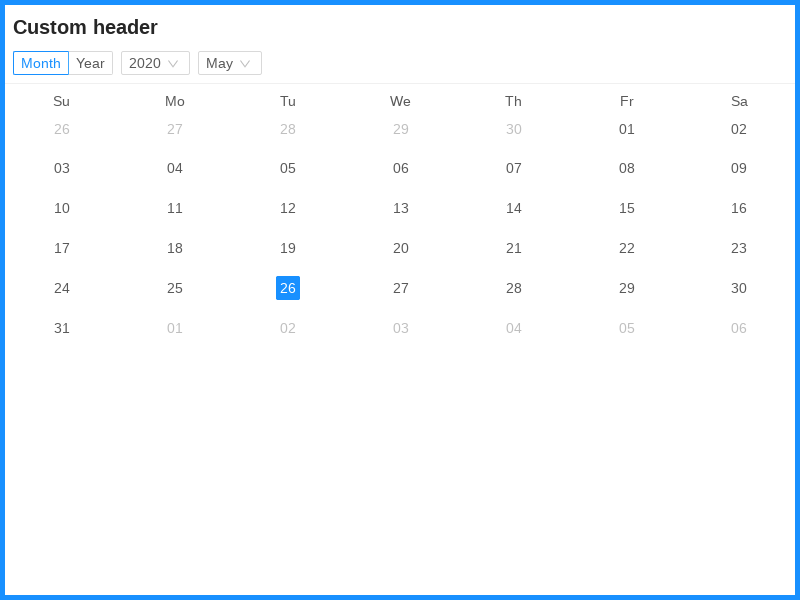 Custom header
Month Year 2020 May
Su Mo Tu We Th Fr Sa
26 27 28 29 30 01 02
03 04 05 06 07 08 09
10 11 12 13 14 15 16
17 18 19 20 21 22 23
24 25 26 27 28 29 30
31 01 02 03 04 05 06